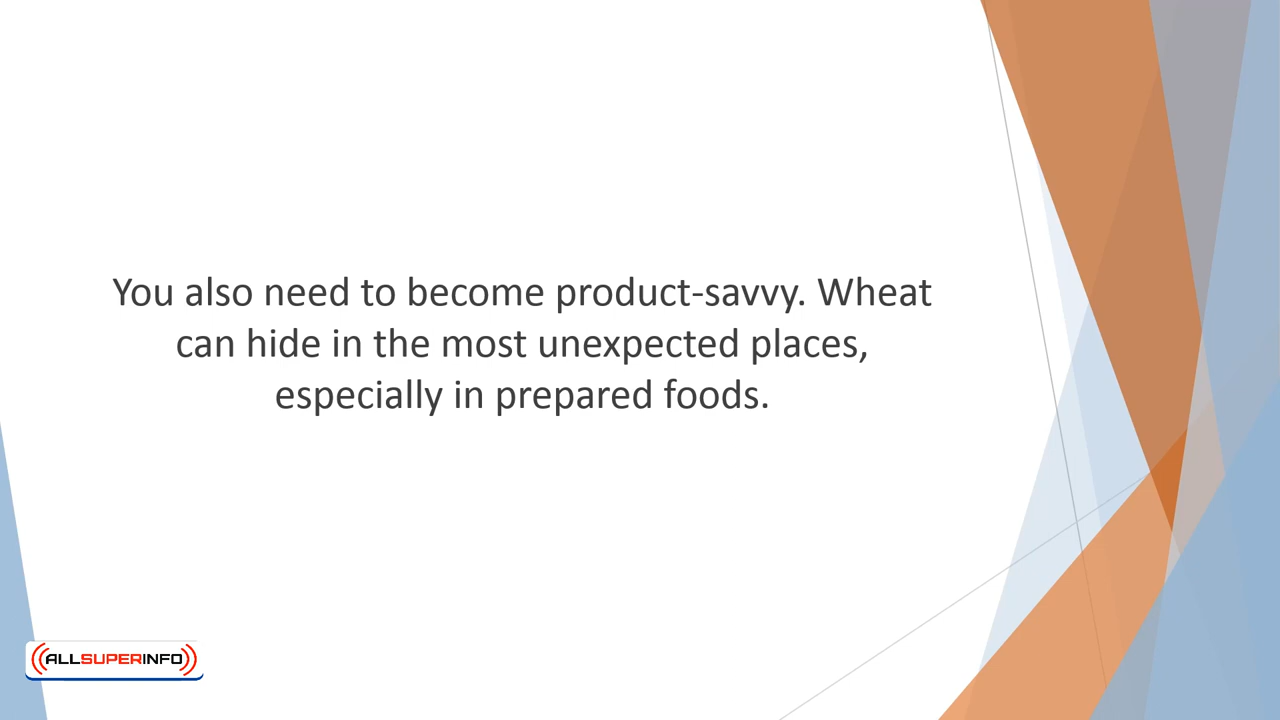 You also need to become product-savvy. Wheat
can hide in the most unexpected places,
especially in prepared foods.
ALLSUPERINFO